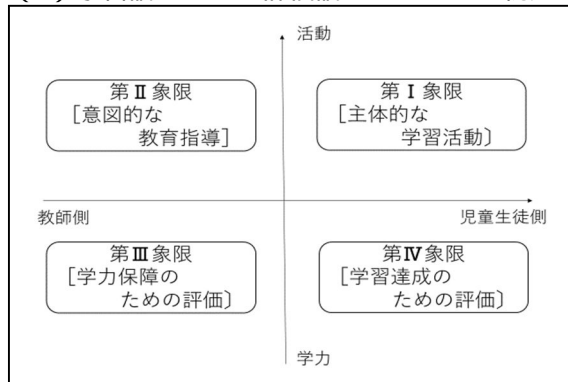 活動
第Ⅱ象限
[意図的な
教育指導]
第Ⅰ象限
[主体的な
学習活動〕
教師側
児童生徒側
第Ⅲ象限
[学力保障の
ための評価〕
第Ⅳ象限
[学習達成の
ための評価〕
学力